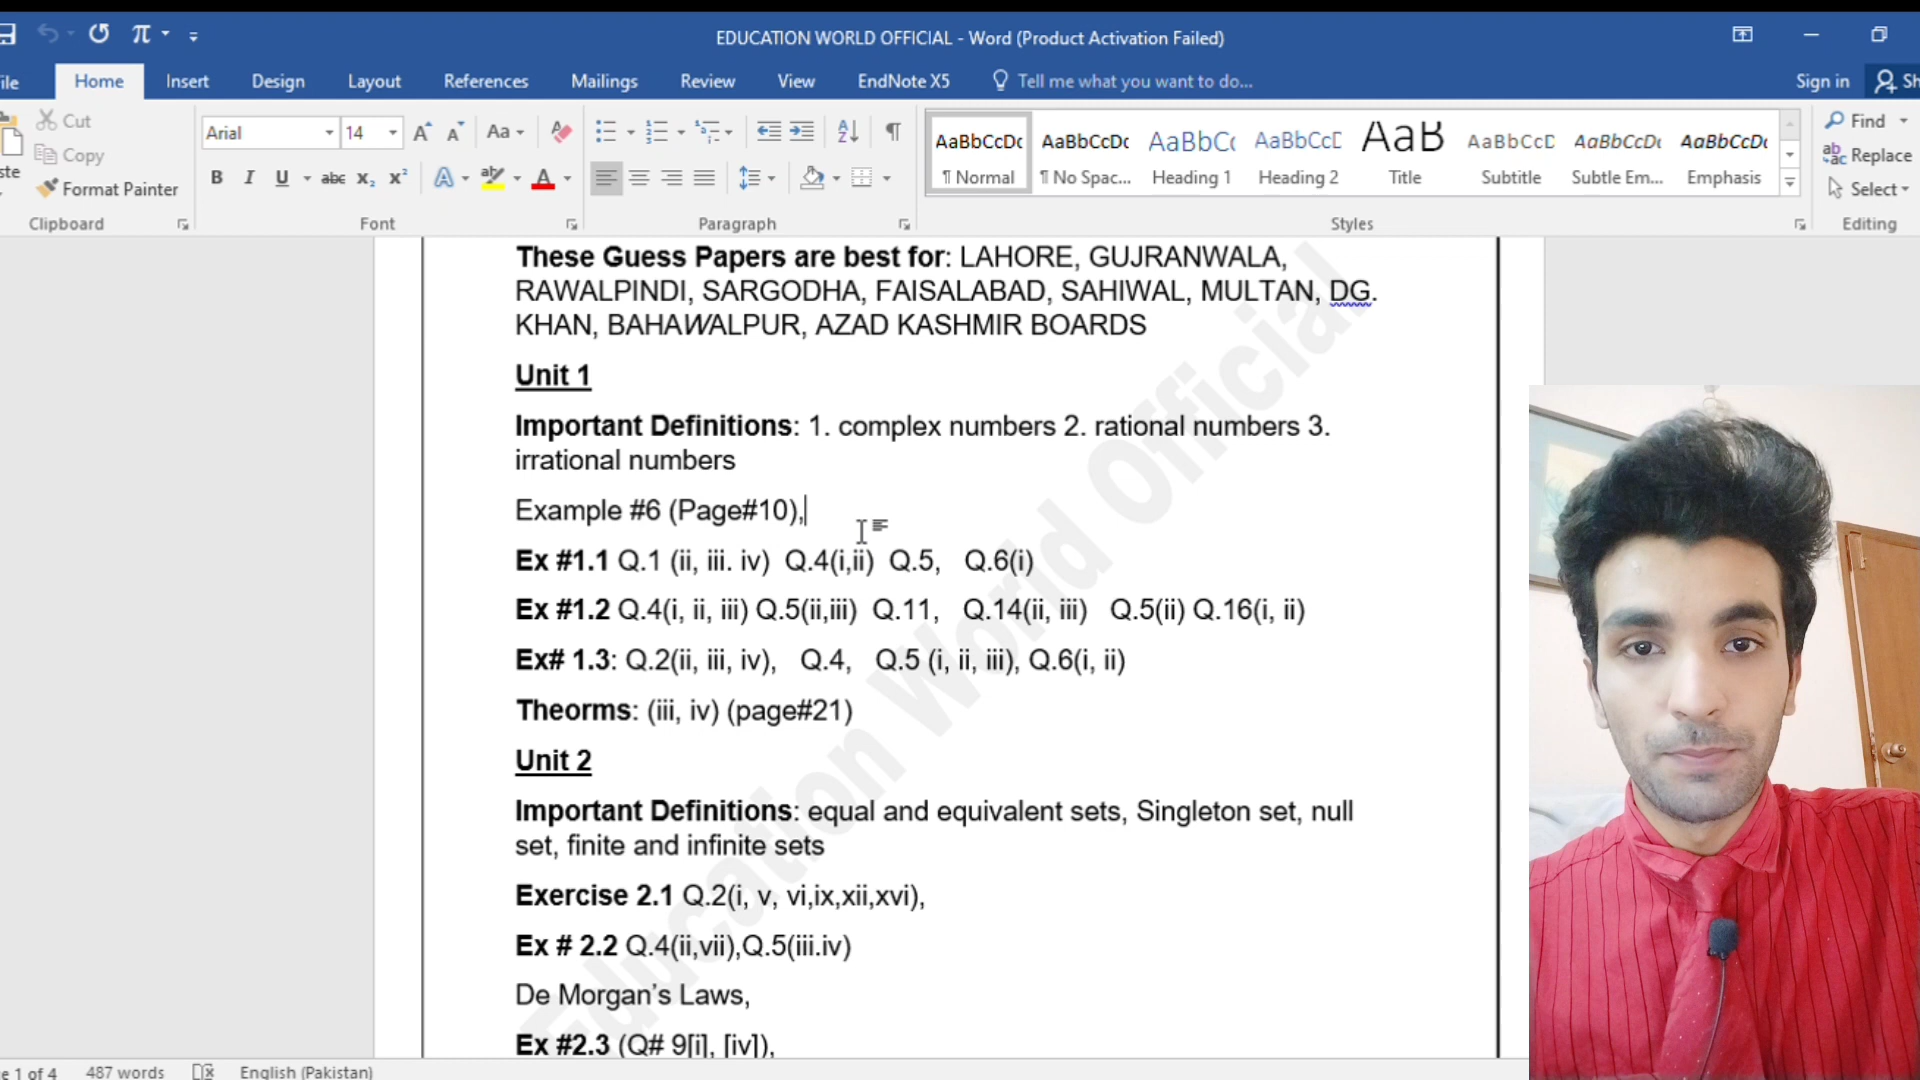 EDUCATION WORLD OFFICIAL - Word (Product Activation Failed)
Home Insert Design Layout References Mailings Review View EndNote X5 Tell me what you want to do... Sign in
Cut
Copy
Format Painter
Clipboard
Arial 14
Font
Paragraph
AaBbCcDc AaBbCcDc AaBbCc AaBbCcD AaB AaBbCcD AaBbCcDc AaBbCcDc
¶ Normal ¶ No Spac... Heading 1 Heading 2 Title Subtitle Subtle Em... Emphasis
Styles
Find
Replace
Select
Editing
These Guess Papers are best for: LAHORE, GUJRANWALA,
RAWALPINDI, SARGODHA, FAISALABAD, SAHIWAL, MULTAN, DG.
KHAN, BAHAWALPUR, AZAD KASHMIR BOARDS
Unit 1
Important Definitions: 1. complex numbers 2. rational numbers 3.
irrational numbers
Example #6 (Page#10),
Ex #1.1 Q.1 (ii, iii. iv) Q.4(i,ii) Q.5, Q.6(i)
Ex #1.2 Q.4(i, ii, iii) Q.5(ii,iii) Q.11, Q.14(ii, iii) Q.5(ii) Q.16(i, ii)
Ex# 1.3: Q.2(ii, iii, iv), Q.4, Q.5 (i, ii, iii), Q.6(i, ii)
Theorms: (iii, iv) (page#21)
Unit 2
Important Definitions: equal and equivalent sets, Singleton set, null
set, finite and infinite sets
Exercise 2.1 Q.2(i, v, vi,ix,xii,xvi),
Ex # 2.2 Q.4(ii,vii),Q.5(iii.iv)
De Morgan's Laws,
Ex #2.3 (Q# 9[i], [iv]),
Education World Official
1 of 4 487 words English (Pakistan)